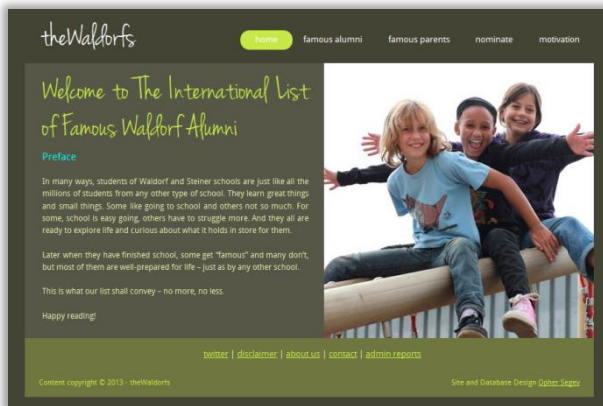 theWaldorfs
home famous alumni famous parents nominate motivation
Welcome to The International List
of Famous Waldorf Alumni
Preface
In many ways, students of Waldorf and Steiner schools are just like all the
millions of students from any other type of school. They learn great things
and small things. Some like going to school and others not so much. For
some, school is easy going, others have to struggle more. And they all are
ready to explore life and curious about what it holds in store for them.
Later when they have finished school, some get "famous" and many don't,
but most of them are well-prepared for life – just as by any other school.
This is what our list shall convey – no more, no less.
Happy reading!
twitter | disclaimer | about us | contact | admin reports
Content copyright © 2013 · theWaldorfs Site and Database Design Opher Segev